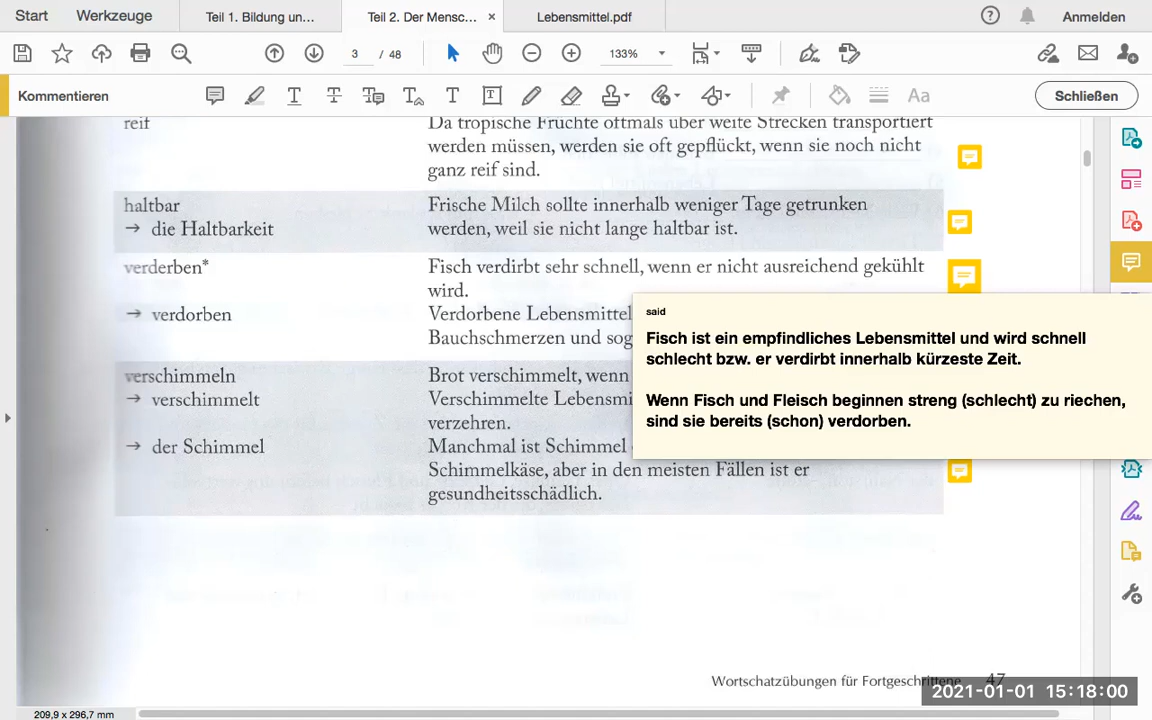 Start Werkzeuge Teil 1. Bildung un... Teil 2. Der Mensc... × Lebensmittel.pdf ? Anmelden
3 / 48 133%
Kommentieren Aa Schließen
reif Da tropische Früchte oftmals über weite Strecken transportiert
werden müssen, werden sie oft gepflückt, wenn sie noch nicht
ganz reif sind.
haltbar Frische Milch sollte innerhalb weniger Tage getrunken
→ die Haltbarkeit werden, weil sie nicht lange haltbar ist.
verderben* Fisch verdirbt sehr schnell, wenn er nicht ausreichend gekühlt
wird.
→ verdorben Verdorbene Lebensmittel
Bauchschmerzen und sog
said
Fisch ist ein empfindliches Lebensmittel und wird schnell
schlecht bzw. er verdirbt innerhalb kürzeste Zeit.
Wenn Fisch und Fleisch beginnen streng (schlecht) zu riechen,
sind sie bereits (schon) verdorben.
verschimmeln Brot verschimmelt, wenn
→ verschimmelt Verschimmelte Lebensmi
verzehren.
→ der Schimmel Manchmal ist Schimmel
Schimmelkäse, aber in den meisten Fällen ist er
gesundheitsschädlich.
Wortschatzübungen für Fortgeschrittene 47
2021-01-01 15:18:00
209,9 x 296,7 mm